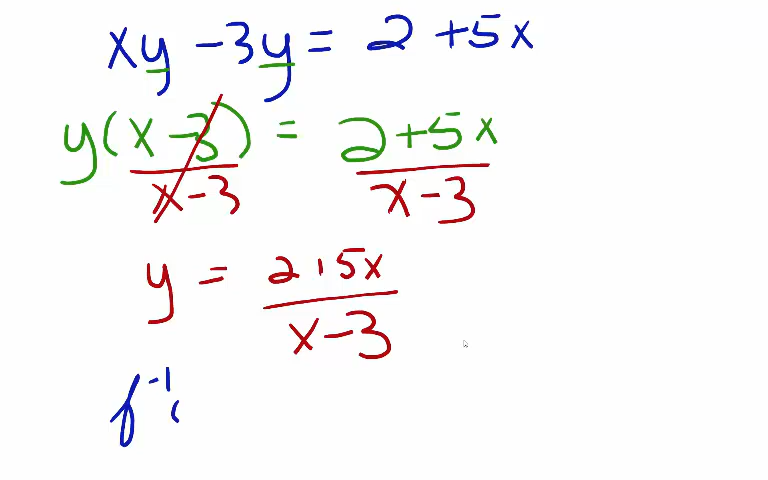 xy - 3y = 2 + 5x
y(x - 3) = 2 + 5x
x - 3 x - 3
y = 2 + 5x
x - 3
f⁻¹(